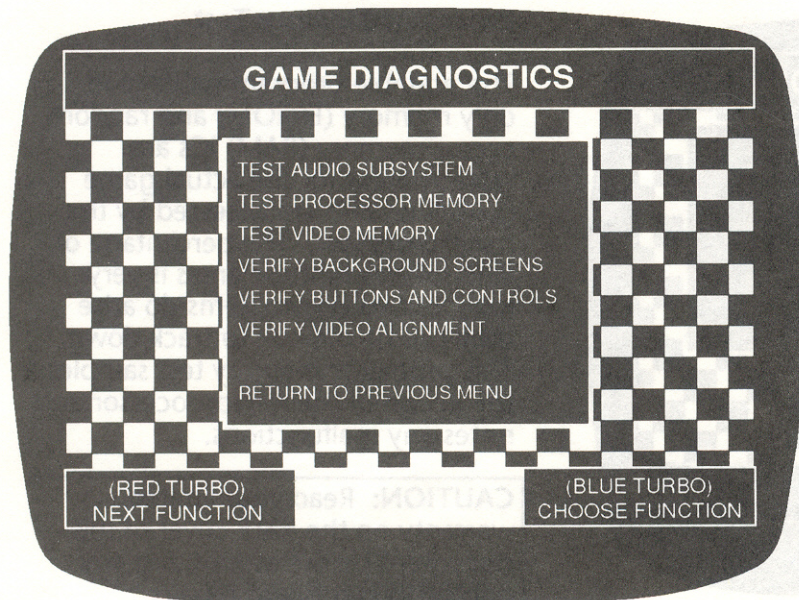 GAME DIAGNOSTICS
TEST AUDIO SUBSYSTEM
TEST PROCESSOR MEMORY
TEST VIDEO MEMORY
VERIFY BACKGROUND SCREENS
VERIFY BUTTONS AND CONTROLS
VERIFY VIDEO ALIGNMENT
RETURN TO PREVIOUS MENU
(RED TURBO)
NEXT FUNCTION
(BLUE TURBO)
CHOOSE FUNCTION